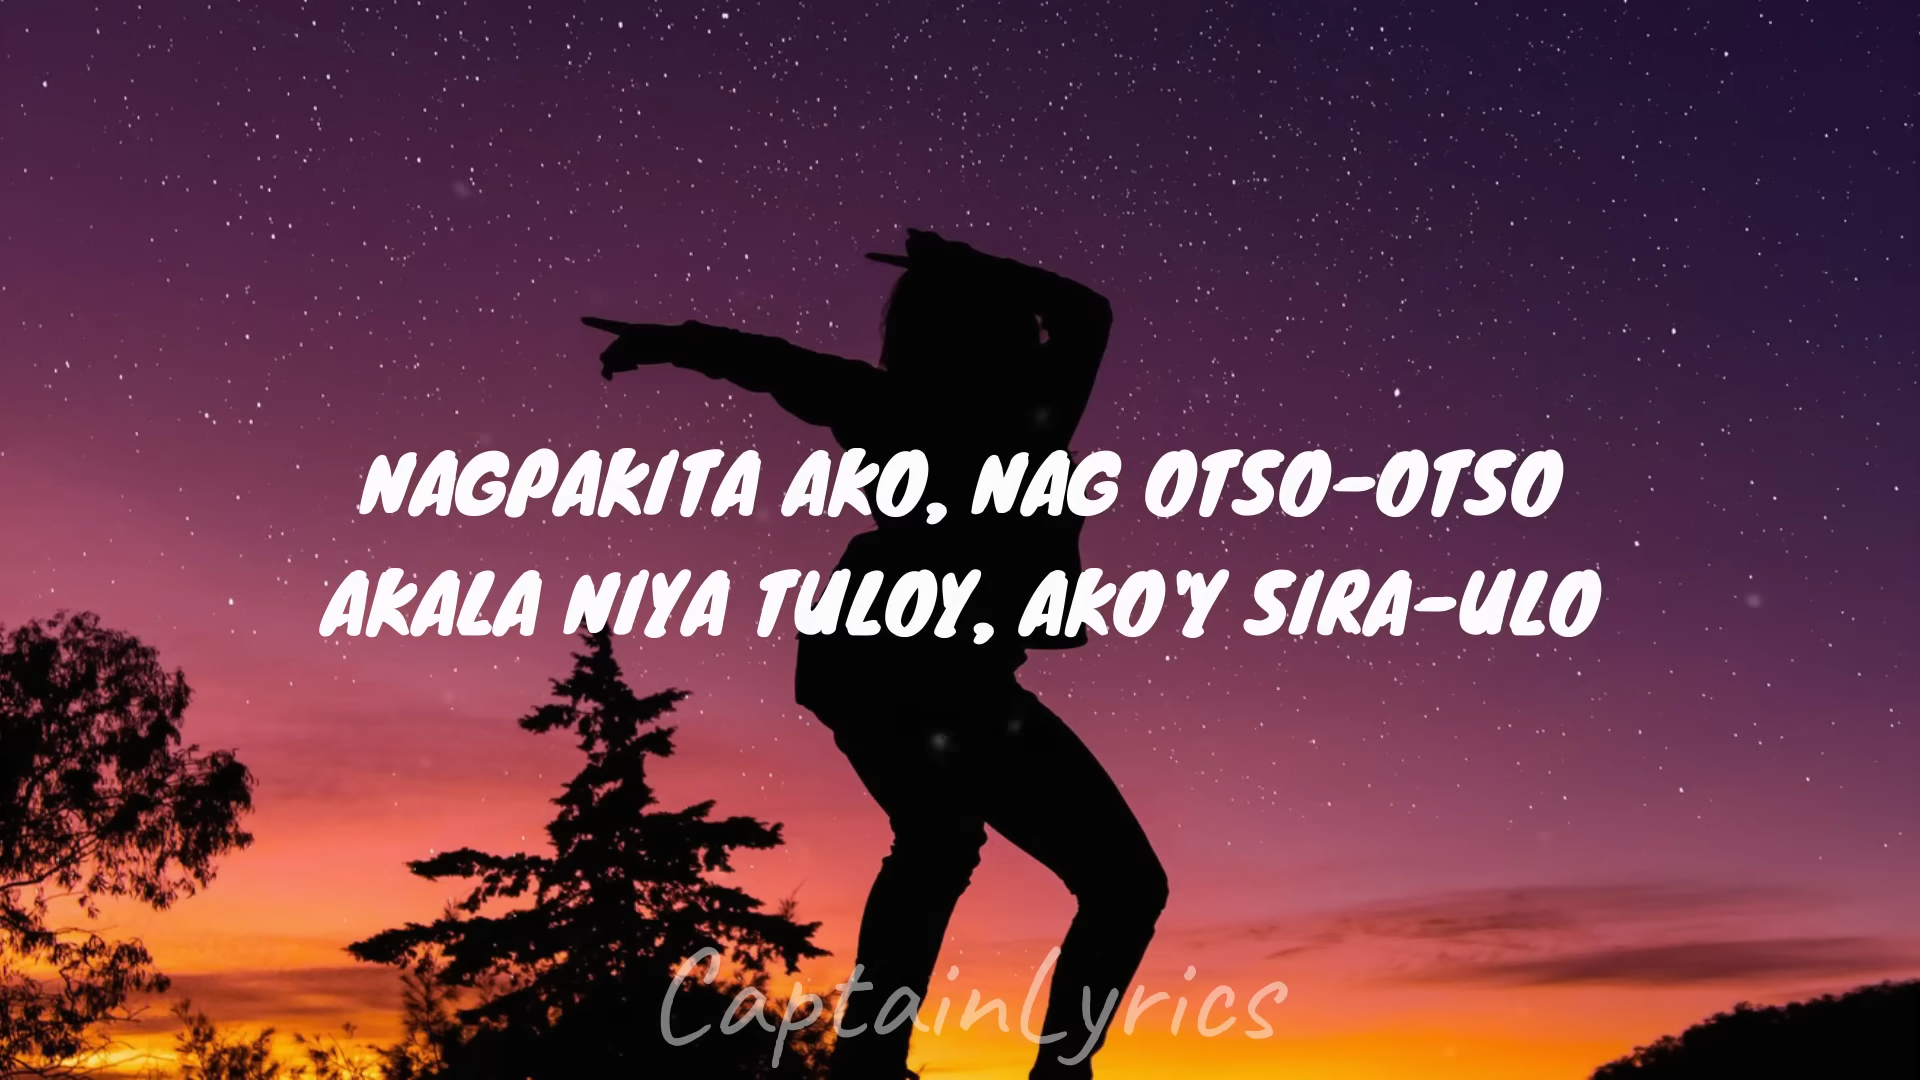 NAGPAKITA AKO, NAG OTSO-OTSO
AKALA NIYA TULOY, AKO'Y SIRA-ULO
CaptainLyrics